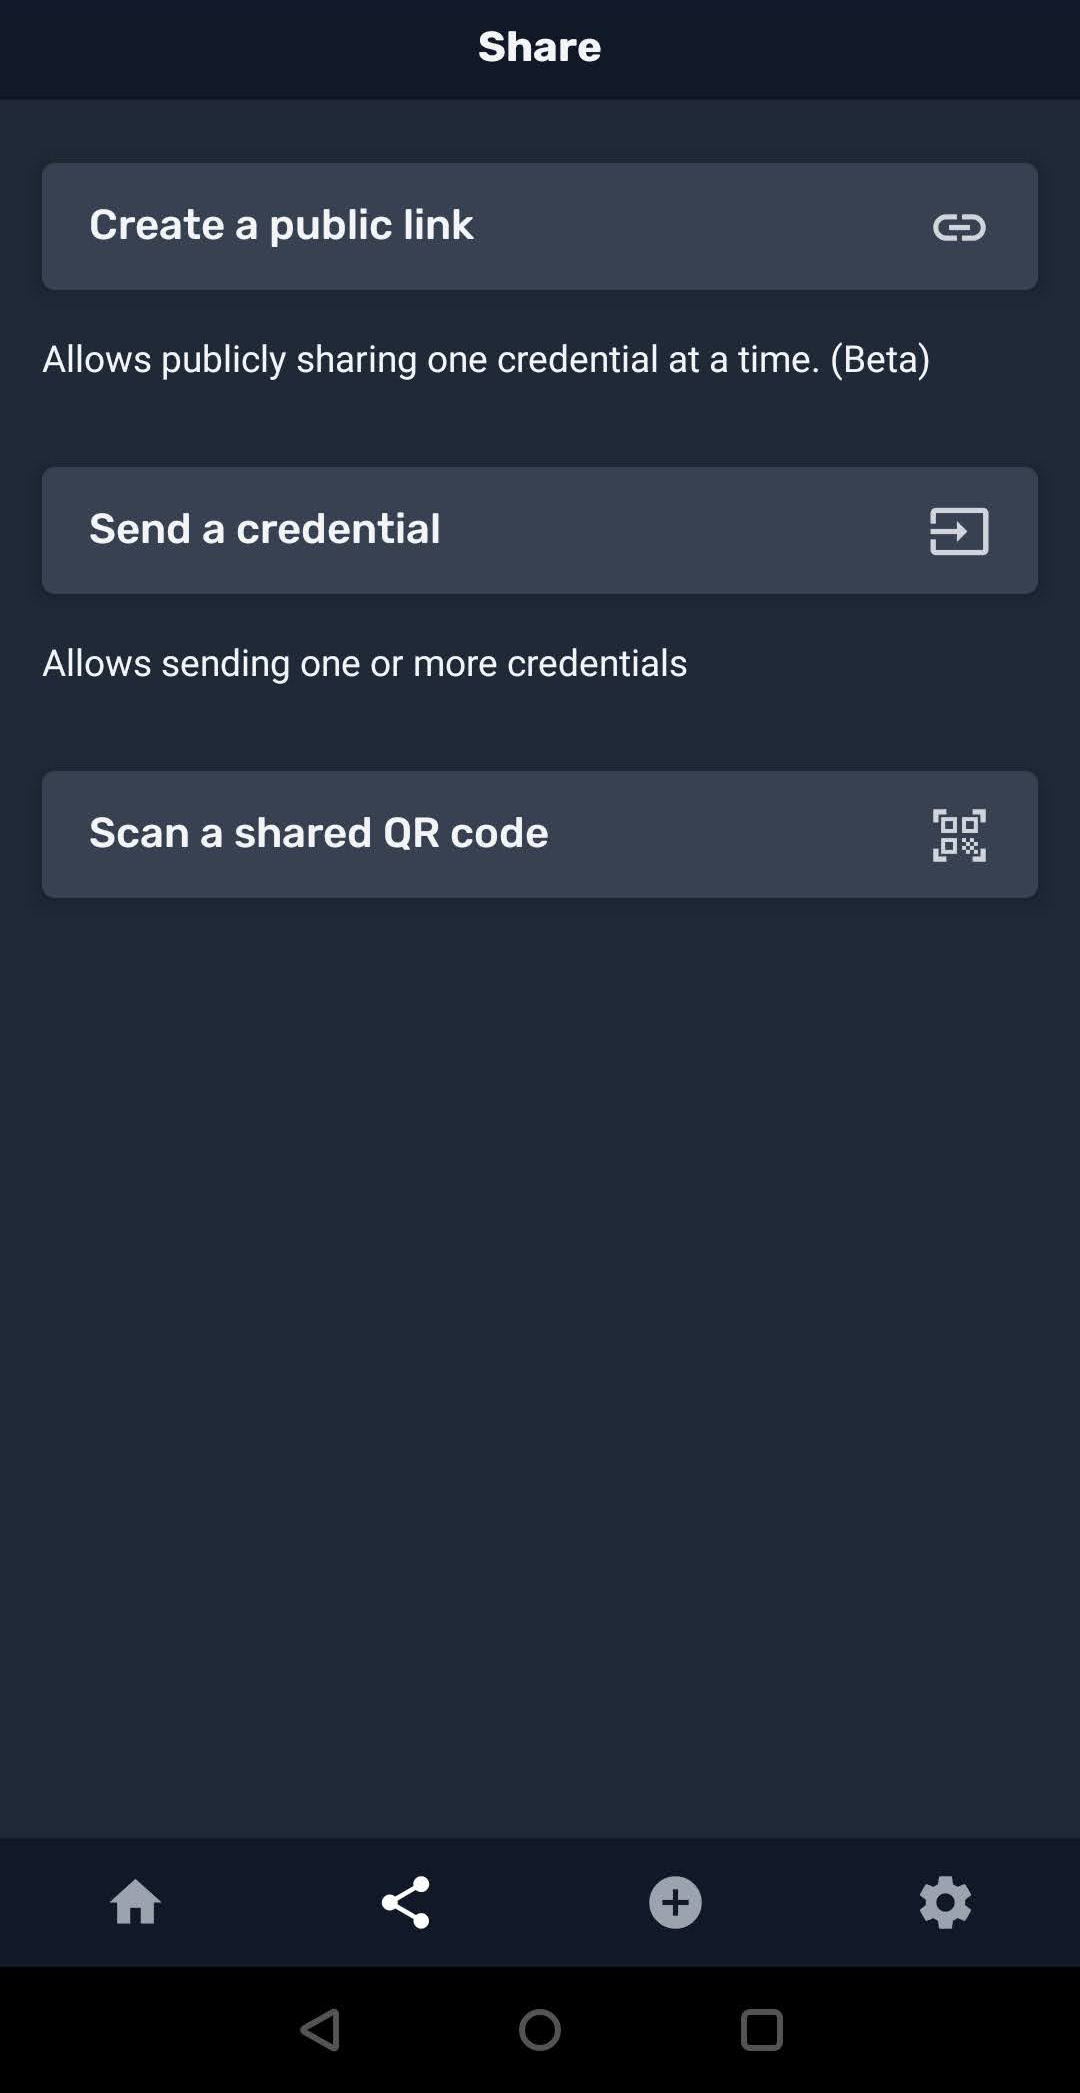 Share
Create a public link
Allows publicly sharing one credential at a time. (Beta)
Send a credential
Allows sending one or more credentials
Scan a shared QR code